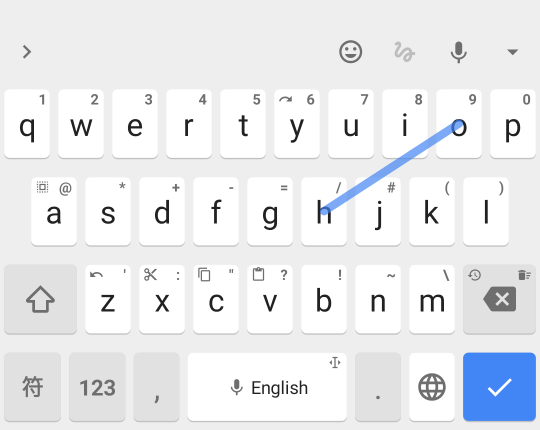 1 2 3 4 5 6 7 8 9 0
q w e r t y u i o p
@ * + - = / # ( )
a s d f g h j k l
' : " ? ! ~ \
z x c v b n m
符 123 , English .